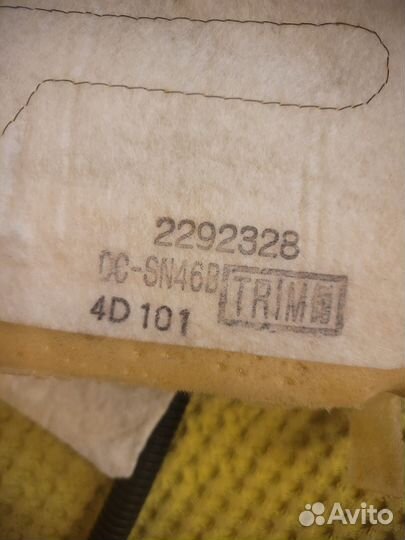 2292328
DC-SN46B TRIM
4D 101
Avito